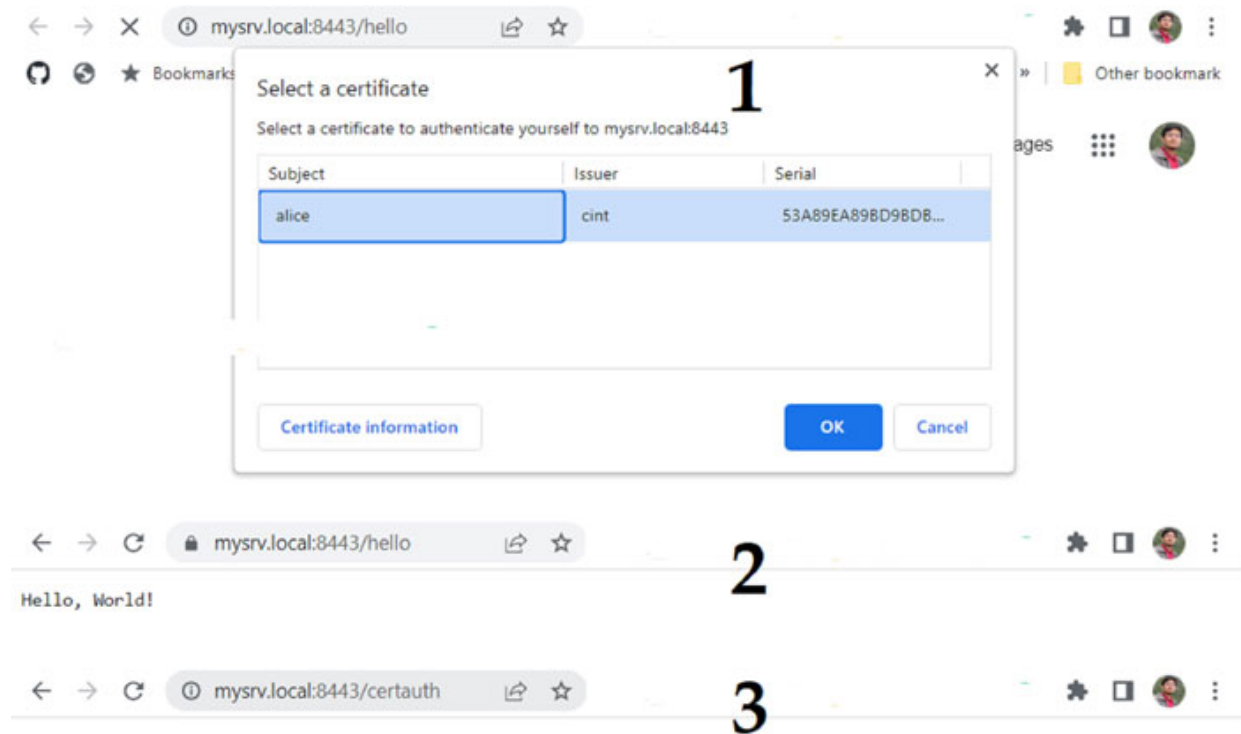 mysrv.local:8443/hello
Bookmarks
» Other bookmark
1
Select a certificate
Select a certificate to authenticate yourself to mysrv.local:8443
ages
Subject Issuer Serial
alice cint 53A89EA89BD9BDB...
Certificate information OK Cancel
mysrv.local:8443/hello
2
Hello, World!
mysrv.local:8443/certauth
3